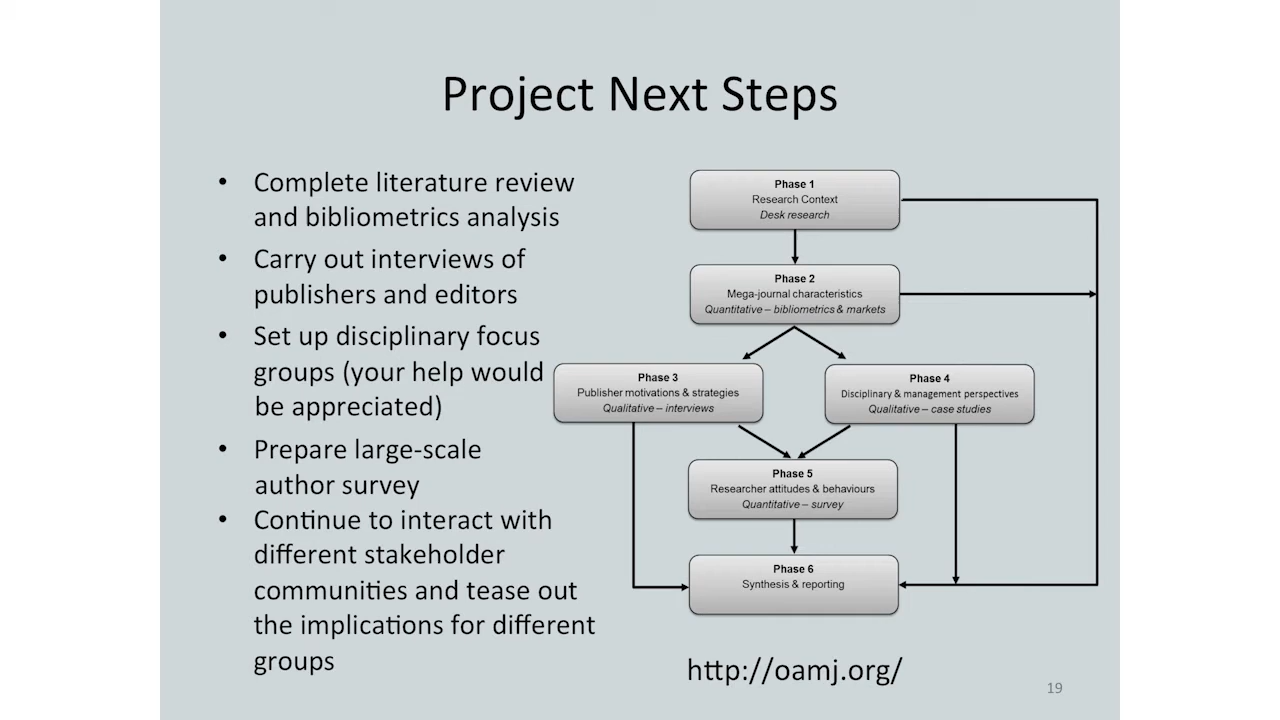 Project Next Steps
• Complete literature review
and bibliometrics analysis
• Carry out interviews of
publishers and editors
• Set up disciplinary focus
groups (your help would
be appreciated)
• Prepare large-scale
author survey
• Continue to interact with
different stakeholder
communities and tease out
the implications for different
groups
Phase 1
Research Context
Desk research
Phase 2
Mega-journal characteristics
Quantitative – bibliometrics & markets
Phase 3
Publisher motivations & strategies
Qualitative – interviews
Phase 4
Disciplinary & management perspectives
Qualitative – case studies
Phase 5
Researcher attitudes & behaviours
Quantitative – survey
Phase 6
Synthesis & reporting
http://oamj.org/
19